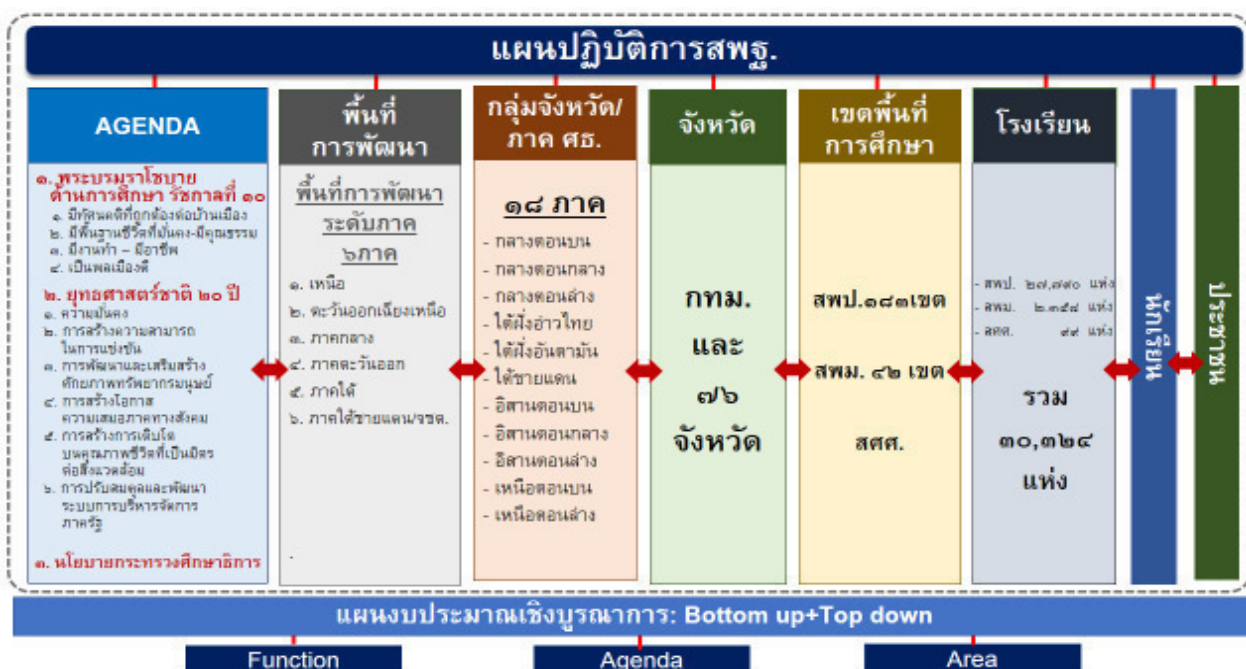 แผนปฏิบัติการสพฐ.
AGENDA
๑. พระบรมราโชบาย
ด้านการศึกษา รัชกาลที่ ๑๐
๑. มีทัศนคติที่ถูกต้องต่อบ้านเมือง
๒. มีพื้นฐานชีวิตที่มั่นคง-มีคุณธรรม
๓. มีงานทำ – มีอาชีพ
๔. เป็นพลเมืองดี
๒. ยุทธศาสตร์ชาติ ๒๐ ปี
๑. ความมั่นคง
๒. การสร้างความสามารถ
ในการแข่งขัน
๓. การพัฒนาและเสริมสร้าง
ศักยภาพทรัพยากรมนุษย์
๔. การสร้างโอกาส
ความเสมอภาคทางสังคม
๕. การสร้างการเติบโต
บนคุณภาพชีวิตที่เป็นมิตร
ต่อสิ่งแวดล้อม
๖. การปรับสมดุลและพัฒนา
ระบบการบริหารจัดการ
ภาครัฐ
๓. นโยบายกระทรวงศึกษาธิการ
พื้นที่
การพัฒนา
พื้นที่การพัฒนา
ระดับภาค
๖ภาค
๑. เหนือ
๒. ตะวันออกเฉียงเหนือ
๓. ภาคกลาง
๔. ภาคตะวันออก
๕. ภาคใต้
๖. ภาคใต้ชายแดน/จชต.
กลุ่มจังหวัด/
ภาค ศธ.
๑๘ ภาค
- กลางตอนบน
- กลางตอนกลาง
- กลางตอนล่าง
- ใต้ฝั่งอ่าวไทย
- ใต้ฝั่งอันดามัน
- ใต้ชายแดน
- อิสานตอนบน
- อิสานตอนกลาง
- อิสานตอนล่าง
- เหนือตอนบน
- เหนือตอนล่าง
จังหวัด
กทม.
และ
๗๖
จังหวัด
เขตพื้นที่
การศึกษา
สพป.๑๘๓เขต
สพม. ๔๒ เขต
สศศ.
โรงเรียน
- สพป. ๒๗,๗๙๐ แห่ง
- สพม. ๒,๓๕๘ แห่ง
- สศศ. แห่ง
รวม
๓๐,๓๒๔
แห่ง
นักเรียน
ประชาชน
แผนงบประมาณเชิงบูรณาการ: Bottom up+Top down
Function
Agenda
Area